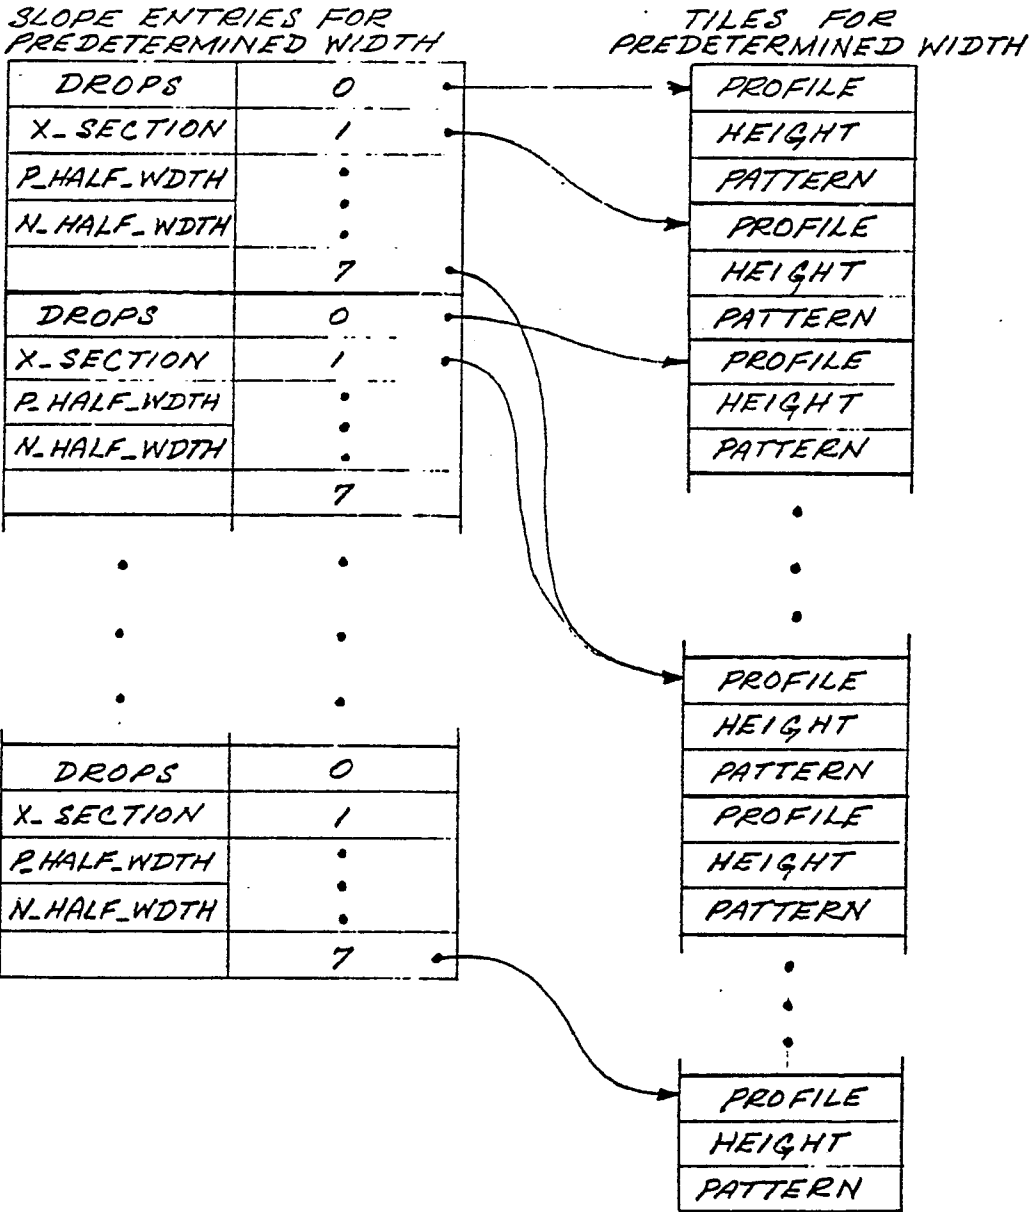 SLOPE ENTRIES FOR
PREDETERMINED WIDTH
DROPS 0
X_SECTION 1
P_HALF_WDTH
N_HALF_WDTH
7
DROPS 0
X_SECTION 1
P_HALF_WDTH
N_HALF_WDTH
7
DROPS 0
X_SECTION 1
P_HALF_WDTH
N_HALF_WDTH
7
TILES FOR
PREDETERMINED WIDTH
PROFILE
HEIGHT
PATTERN
PROFILE
HEIGHT
PATTERN
PROFILE
HEIGHT
PATTERN
PROFILE
HEIGHT
PATTERN
PROFILE
HEIGHT
PATTERN
PROFILE
HEIGHT
PATTERN